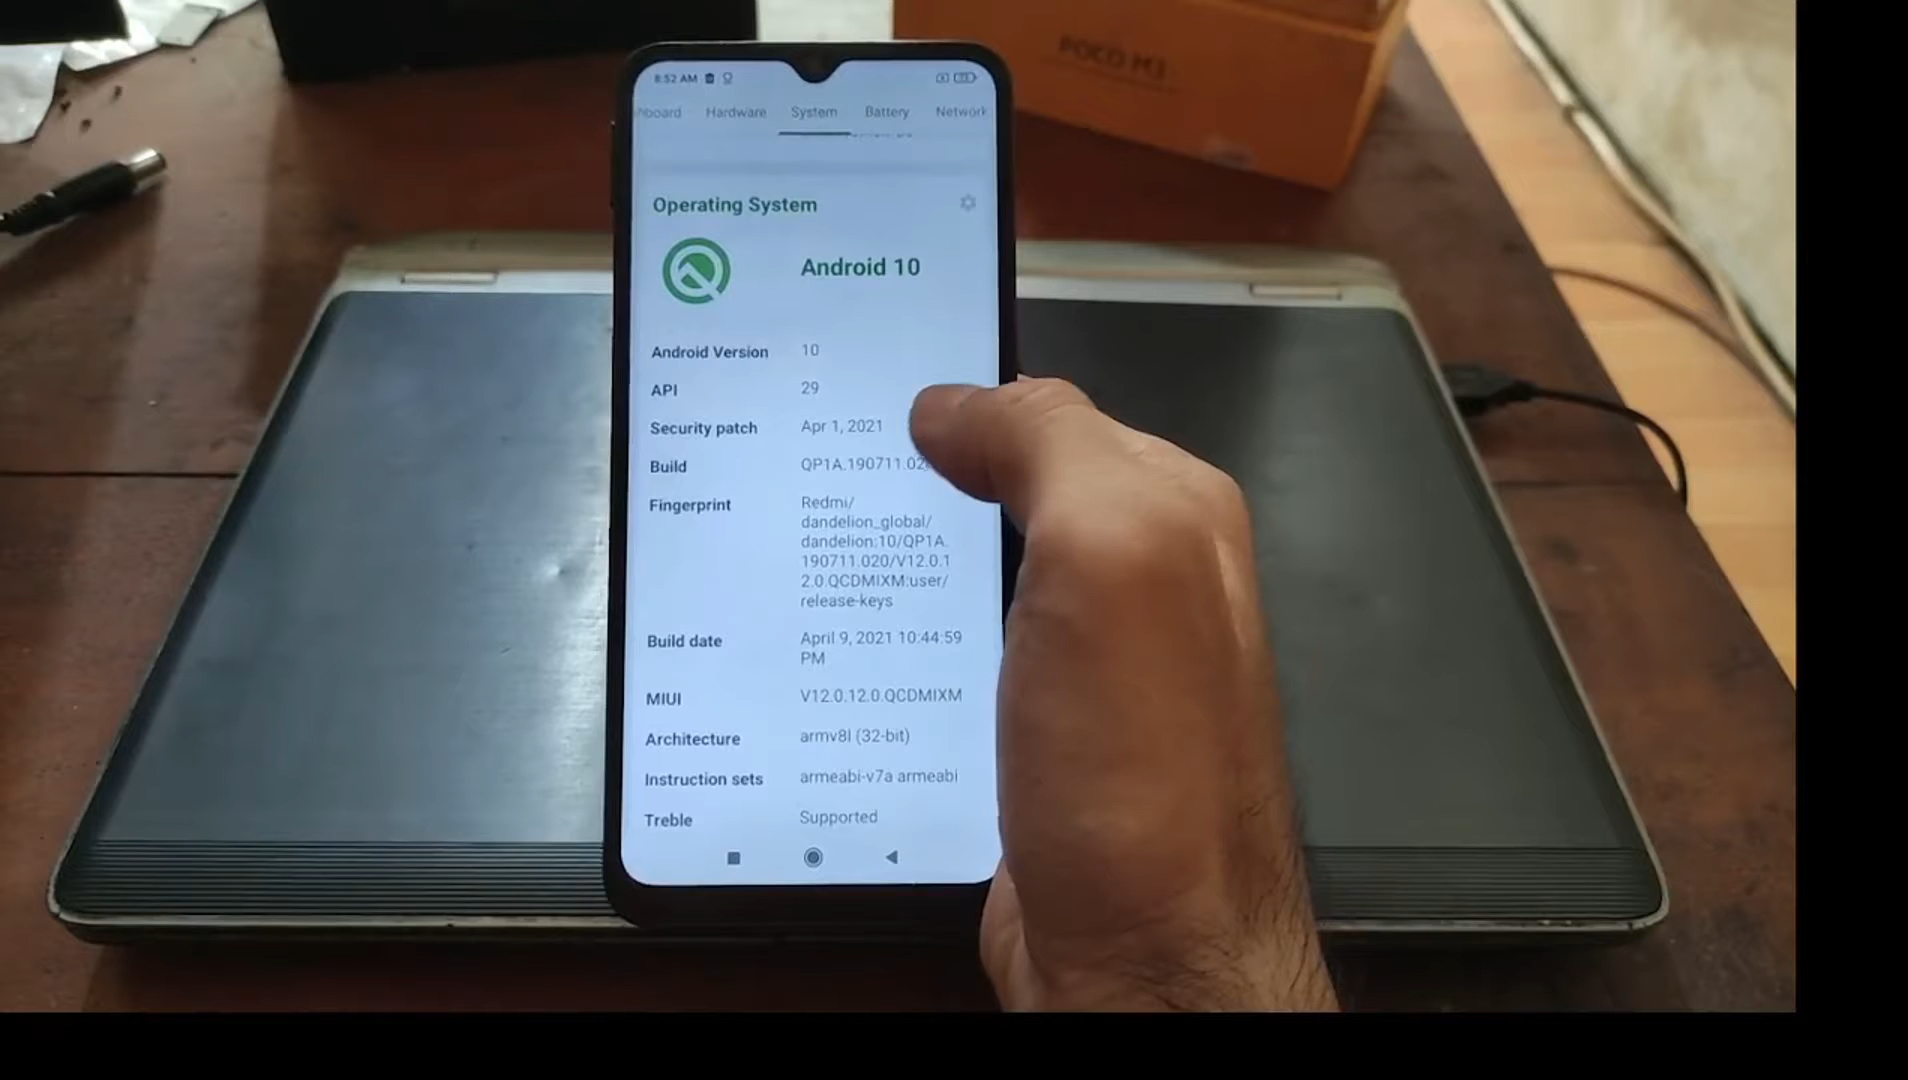 8:52 AM
hboard Hardware System Battery Network
POCO M3
Operating System
Android 10
Android Version 10
API 29
Security patch Apr 1, 2021
Build QP1A.190711.02
Fingerprint Redmi/
dandelion_global/
dandelion:10/QP1A.
190711.020/V12.0.1
2.0.QCDMIXM:user/
release-keys
Build date April 9, 2021 10:44:59
PM
MIUI V12.0.12.0.QCDMIXM
Architecture armv8l (32-bit)
Instruction sets armeabi-v7a armeabi
Treble Supported